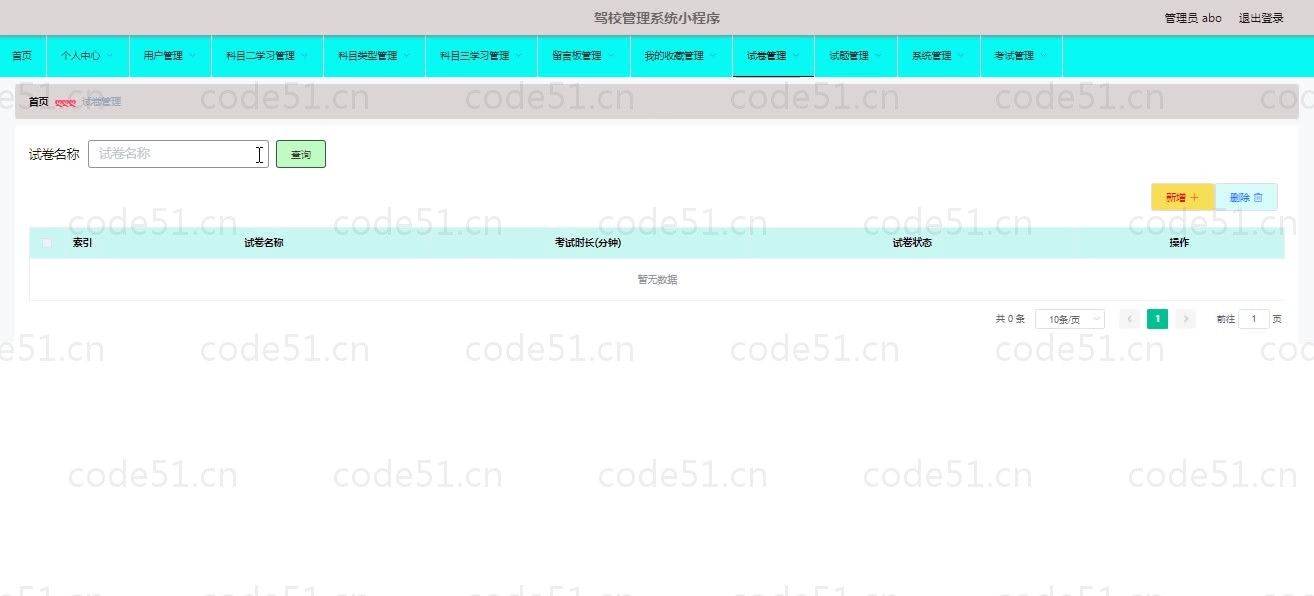 驾校管理系统小程序
管理员 abo 退出登录
首页 个人中心 用户管理 科目二学习管理 科目类型管理 科目三学习管理 留言板管理 我的收藏管理 试卷管理 试题管理 系统管理 考试管理
首页 试卷管理
code51.cn code51.cn code51.cn code51.cn
试卷名称 试卷名称 查询
新增 删除
code51.cn code51.cn code51.cn code51.cn code51.cn
索引 试卷名称 考试时长(分钟) 试卷状态 操作
暂无数据
共 0 条 10条/页 1 前往 1 页
code51.cn code51.cn code51.cn code51.cn
code51.cn code51.cn code51.cn code51.cn code51.cn